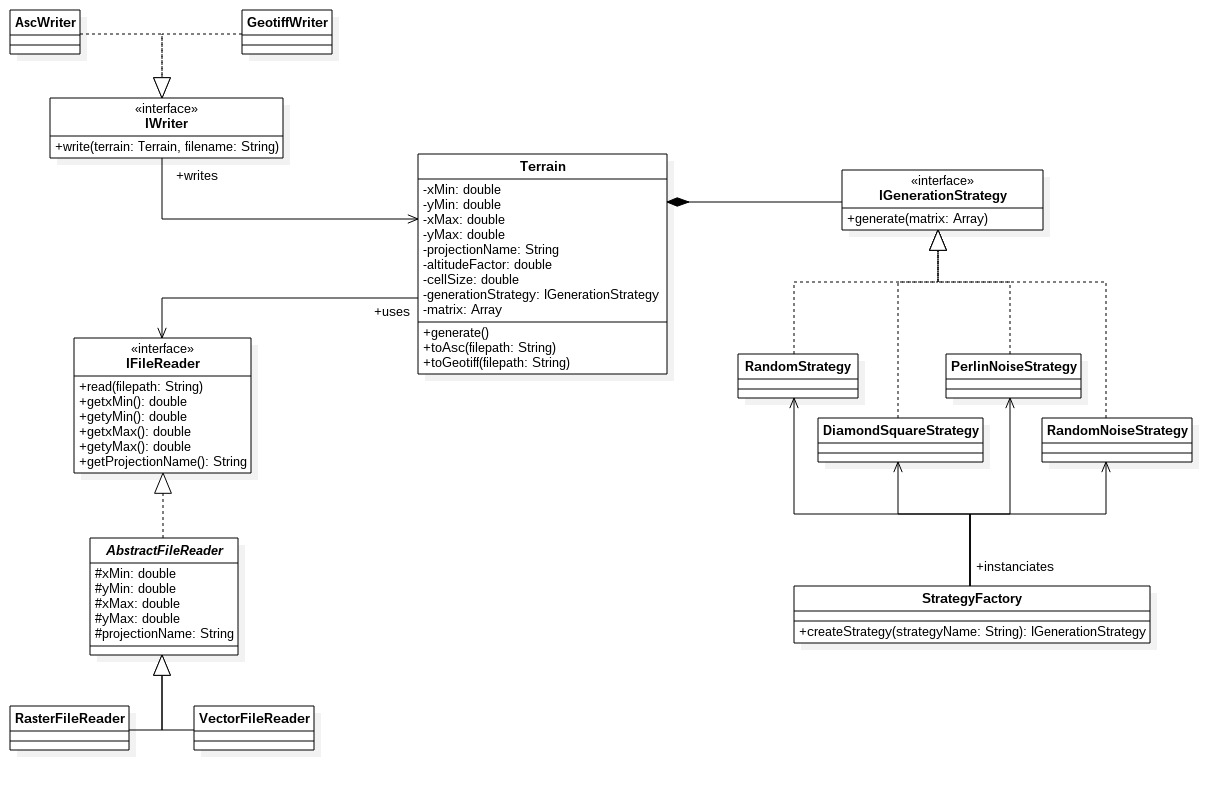 AscWriter
GeotiffWriter
«interface»
IWriter
+write(terrain: Terrain, filename: String)
+writes
Terrain
-xMin: double
-yMin: double
-xMax: double
-yMax: double
-projectionName: String
-altitudeFactor: double
-cellSize: double
-generationStrategy: IGenerationStrategy
-matrix: Array
+generate()
+toAsc(filepath: String)
+toGeotiff(filepath: String)
«interface»
IGenerationStrategy
+generate(matrix: Array)
+uses
«interface»
IFileReader
+read(filepath: String)
+getxMin(): double
+getyMin(): double
+getxMax(): double
+getyMax(): double
+getProjectionName(): String
RandomStrategy
PerlinNoiseStrategy
DiamondSquareStrategy
RandomNoiseStrategy
AbstractFileReader
#xMin: double
#yMin: double
#xMax: double
#yMax: double
#projectionName: String
+instanciates
StrategyFactory
+createStrategy(strategyName: String): IGenerationStrategy
RasterFileReader
VectorFileReader